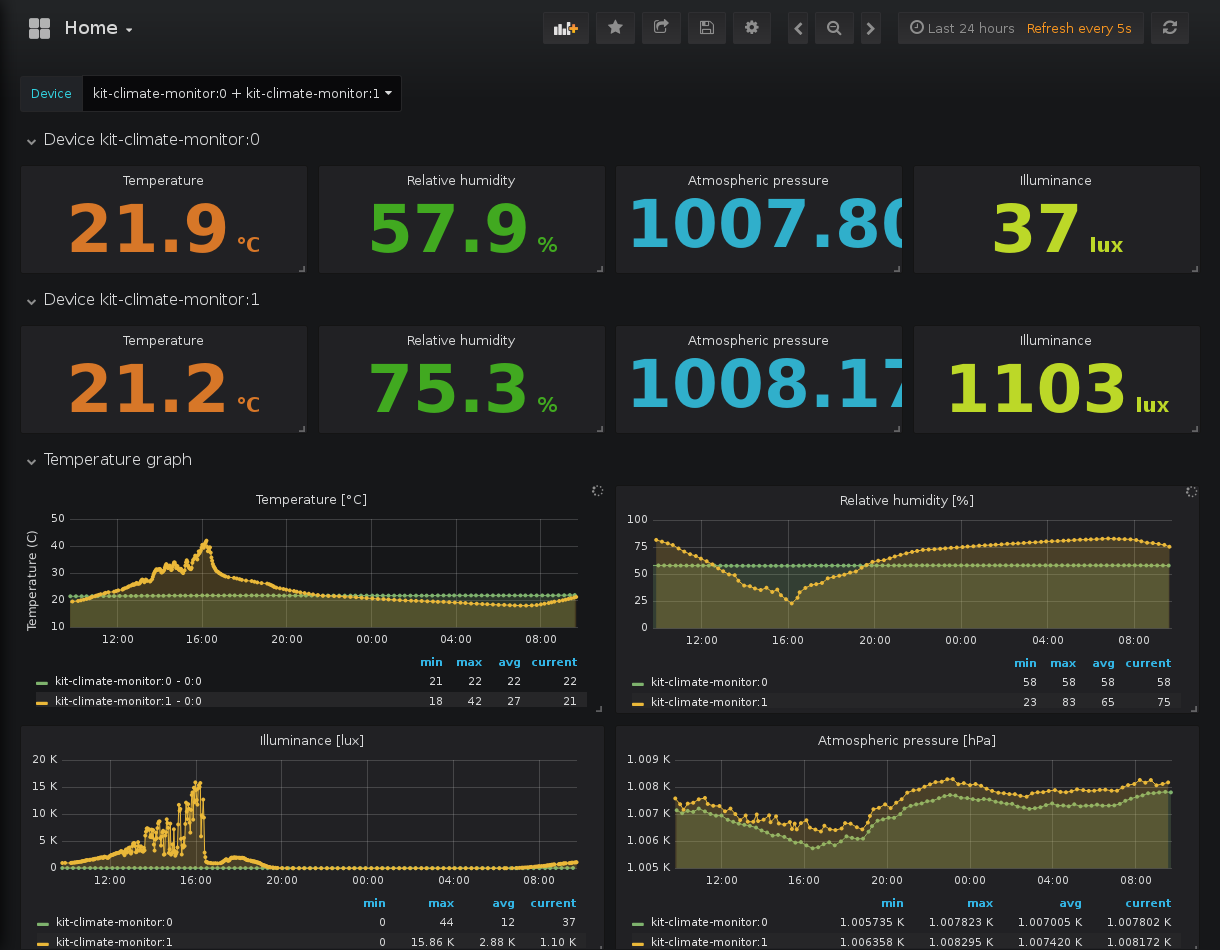 Home
Last 24 hours Refresh every 5s
Device kit-climate-monitor:0 + kit-climate-monitor:1
Device kit-climate-monitor:0
Temperature Relative humidity Atmospheric pressure Illuminance
21.9 °C 57.9 % 1007.80 37 lux
Device kit-climate-monitor:1
Temperature Relative humidity Atmospheric pressure Illuminance
21.2 °C 75.3 % 1008.17 1103 lux
Temperature graph
Temperature [°C]
Temperature (C)
50
40
30
20
10
12:00 16:00 20:00 00:00 04:00 08:00
min max avg current
kit-climate-monitor:0 - 0:0 21 22 22 22
kit-climate-monitor:1 - 0:0 18 42 27 21
Relative humidity [%]
100
75
50
25
0
12:00 16:00 20:00 00:00 04:00 08:00
min max avg current
kit-climate-monitor:0 58 58 58 58
kit-climate-monitor:1 23 83 65 75
Illuminance [lux]
20 K
15 K
10 K
5 K
0
12:00 16:00 20:00 00:00 04:00 08:00
min max avg current
kit-climate-monitor:0 0 44 12 37
kit-climate-monitor:1 0 15.86 K 2.88 K 1.10 K
Atmospheric pressure [hPa]
1.009 K
1.008 K
1.007 K
1.006 K
1.005 K
12:00 16:00 20:00 00:00 04:00 08:00
min max avg current
kit-climate-monitor:0 1.005735 K 1.007823 K 1.007005 K 1.007802 K
kit-climate-monitor:1 1.006358 K 1.008295 K 1.007420 K 1.008172 K